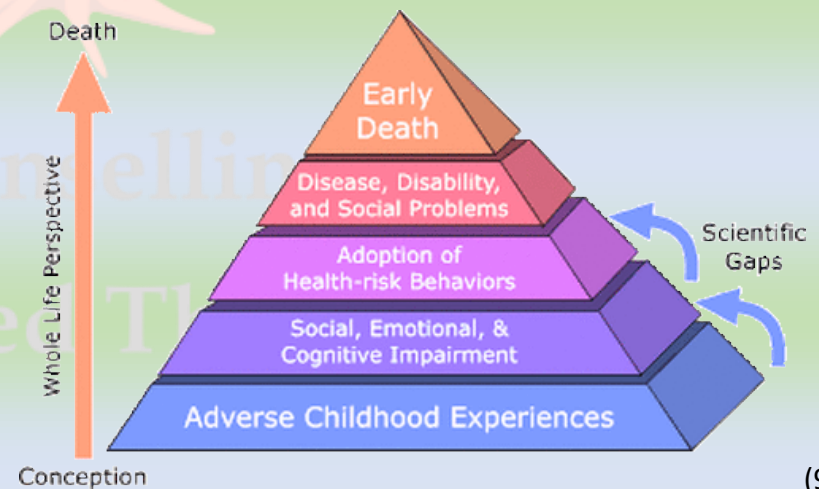 Death
Early
Death
Disease, Disability,
and Social Problems
Adoption of
Health-risk Behaviors
Social, Emotional, &
Cognitive Impairment
Adverse Childhood Experiences
Whole Life Perspective
Scientific
Gaps
Conception
(9